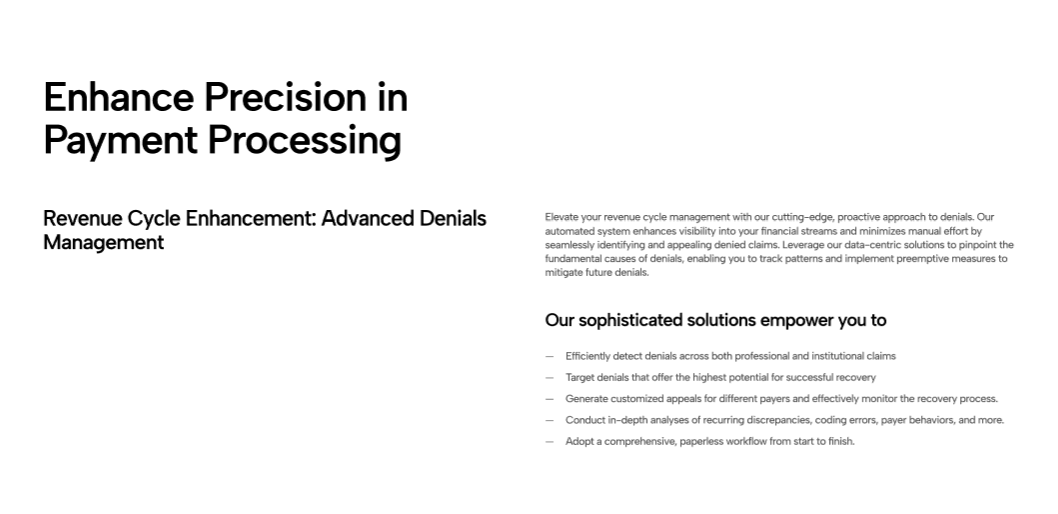 Enhance Precision in
Payment Processing
Revenue Cycle Enhancement: Advanced Denials
Management
Elevate your revenue cycle management with our cutting-edge, proactive approach to denials. Our
automated system enhances visibility into your financial streams and minimizes manual effort by
seamlessly identifying and appealing denied claims. Leverage our data-centric solutions to pinpoint the
fundamental causes of denials, enabling you to track patterns and implement preemptive measures to
mitigate future denials.
Our sophisticated solutions empower you to
— Efficiently detect denials across both professional and institutional claims
— Target denials that offer the highest potential for successful recovery
— Generate customized appeals for different payers and effectively monitor the recovery process.
— Conduct in-depth analyses of recurring discrepancies, coding errors, payer behaviors, and more.
— Adopt a comprehensive, paperless workflow from start to finish.